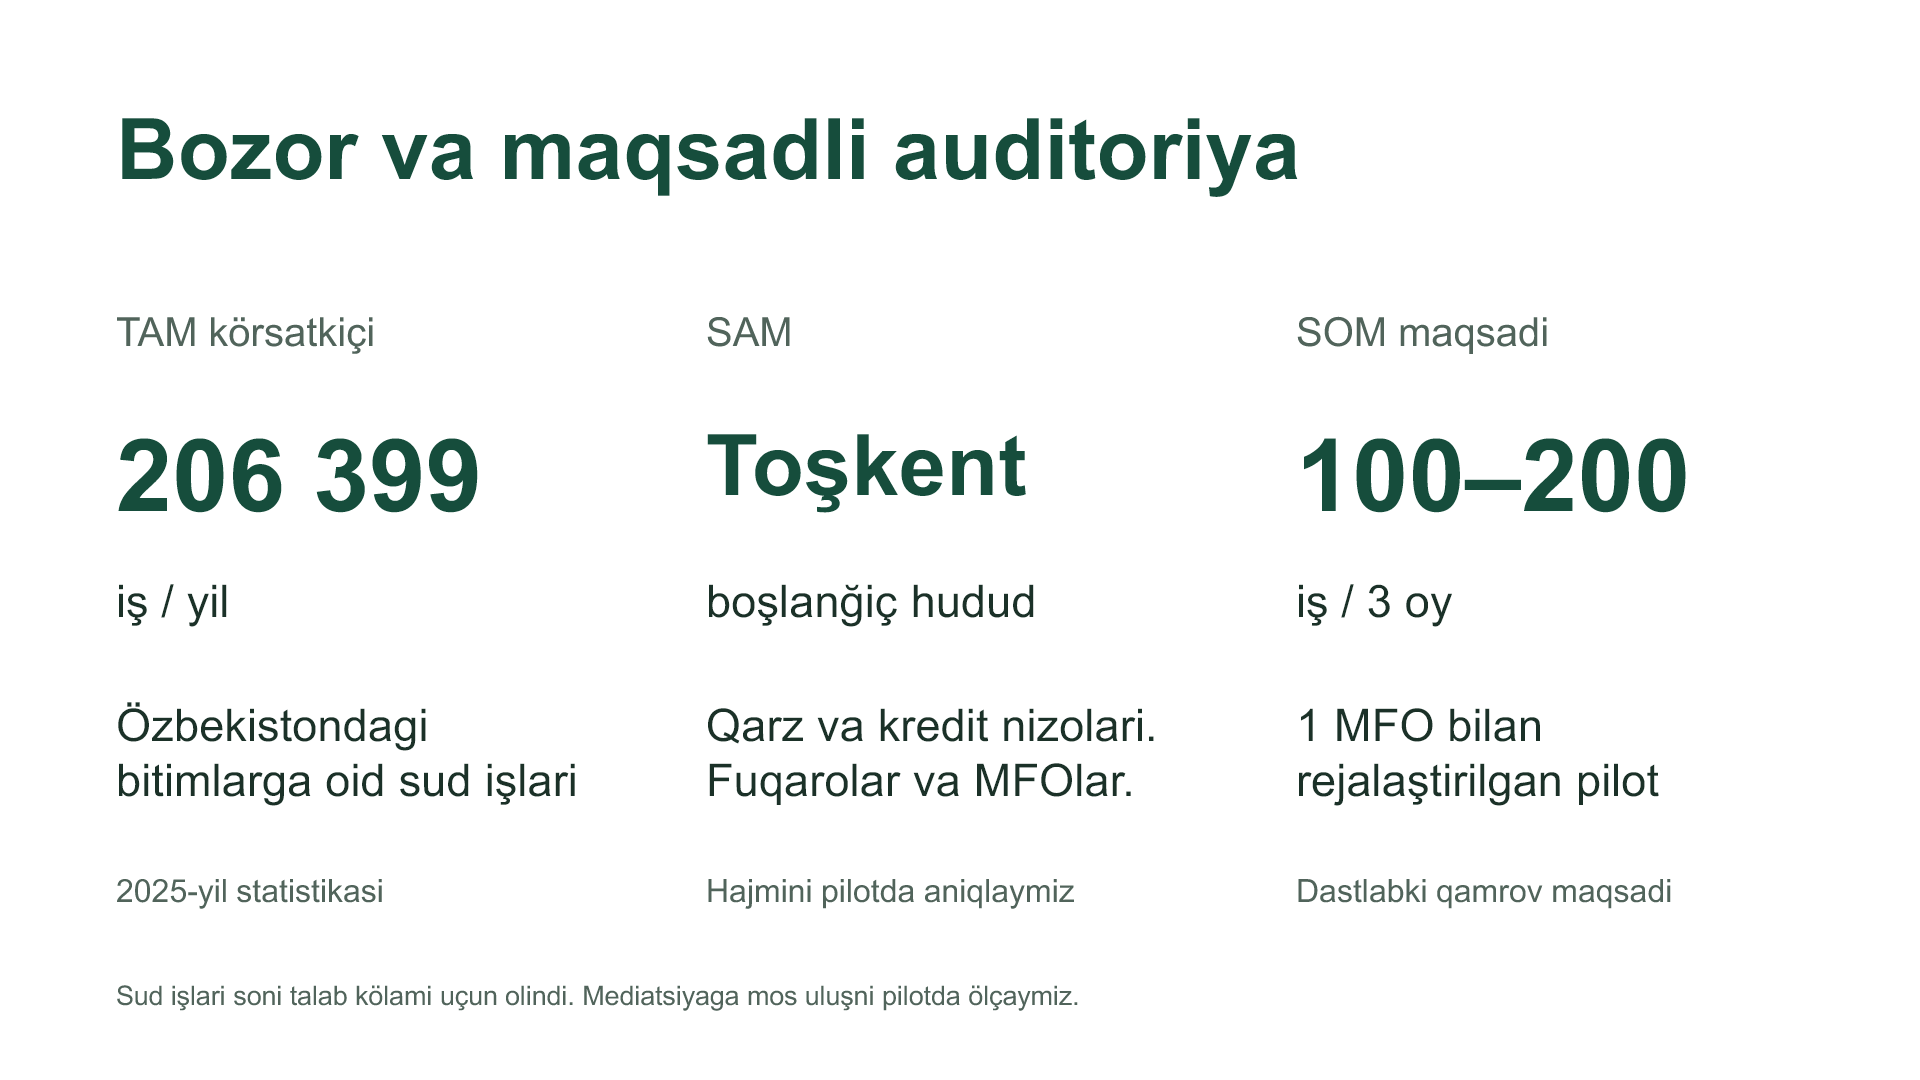 Bozor va maqsadli auditoriya
TAM körsatkiçi
206 399
iş / yil
Özbekistondagi
bitimlarga oid sud işlari
2025-yil statistikasi
SAM
Toşkent
boşlanğiç hudud
Qarz va kredit nizolari.
Fuqarolar va MFOlar.
Hajmini pilotda aniqlaymiz
SOM maqsadi
100–200
iş / 3 oy
1 MFO bilan
rejalaştirilgan pilot
Dastlabki qamrov maqsadi
Sud işlari soni talab kölami uçun olindi. Mediatsiyaga mos uluşni pilotda ölçaymiz.